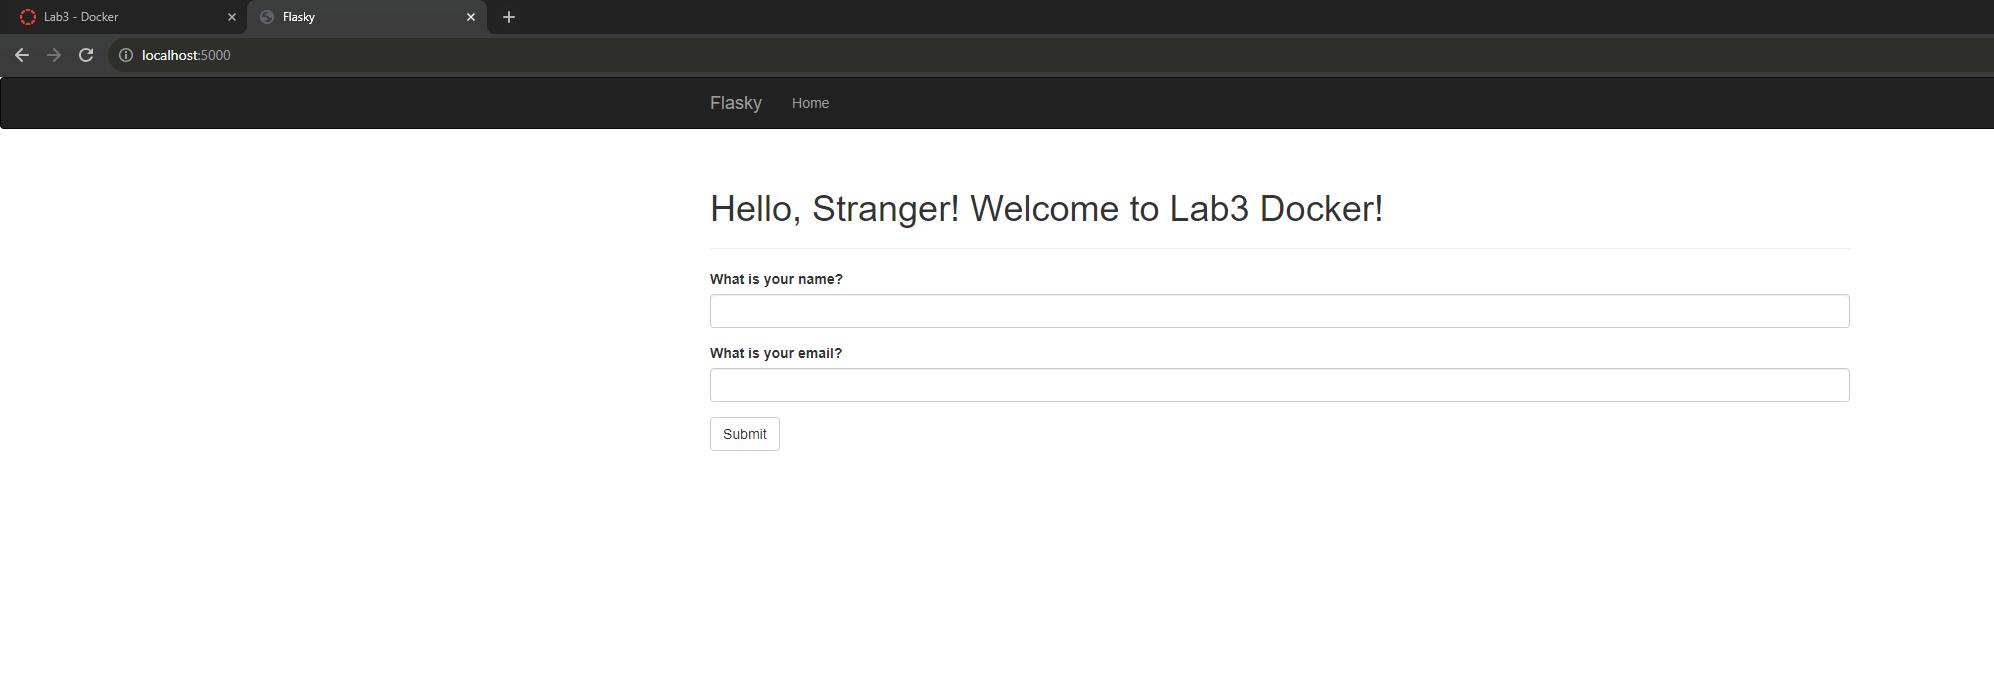 Lab3 - Docker
Flasky
localhost:5000
Flasky Home
Hello, Stranger! Welcome to Lab3 Docker!
What is your name?
What is your email?
Submit